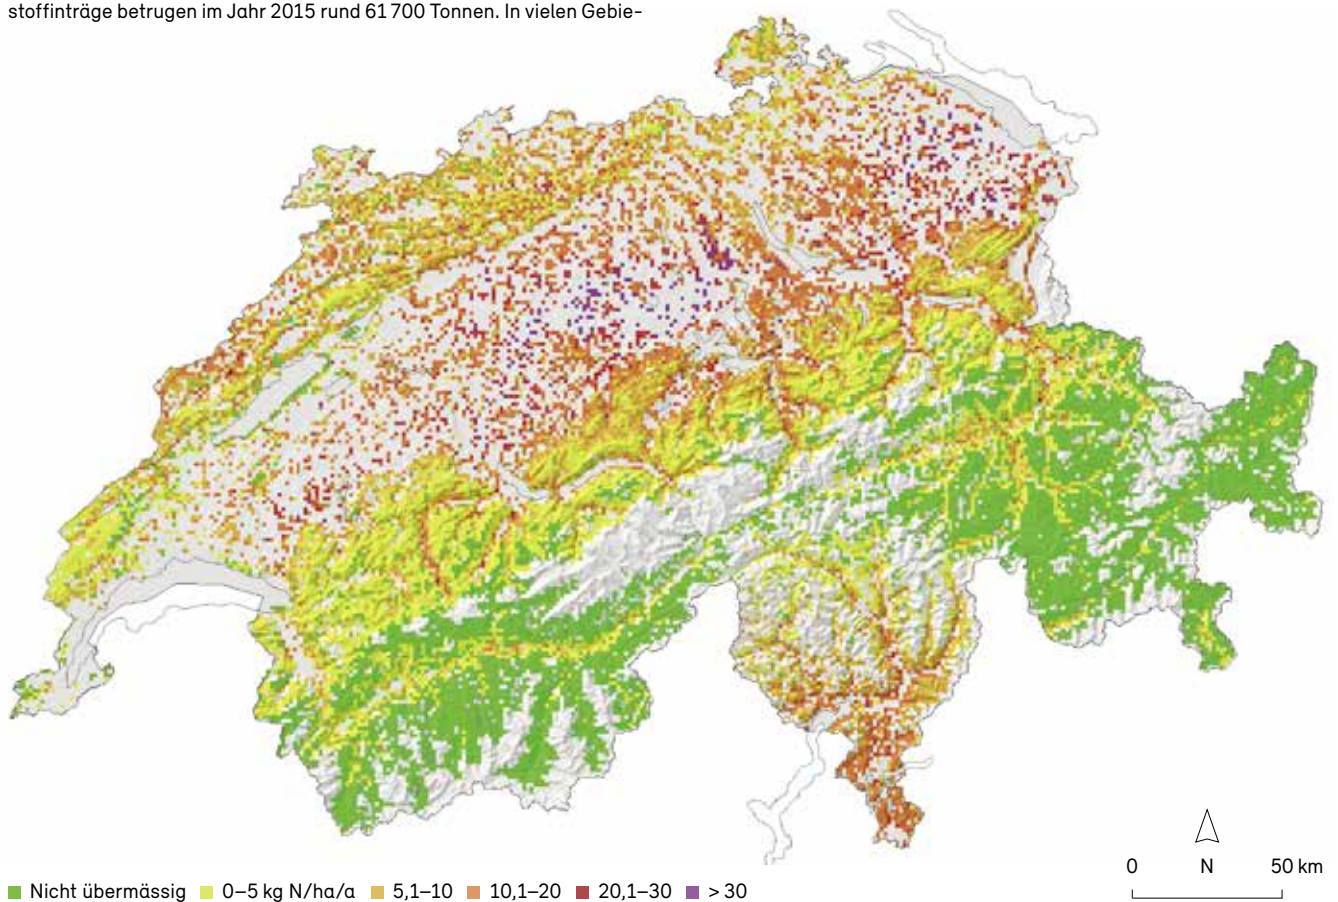 stoffinträge betrugen im Jahr 2015 rund 61 700 Tonnen. In vielen Gebie-
0 N 50 km
Nicht übermässig 0–5 kg N/ha/a 5,1–10 10,1–20 20,1–30 > 30